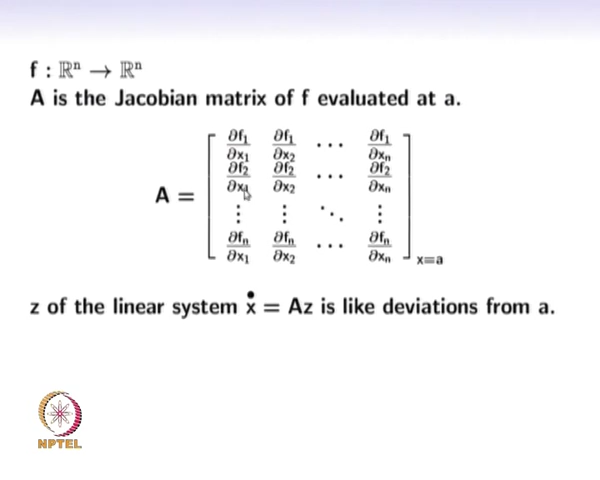 f : ℝⁿ → ℝⁿ
A is the Jacobian matrix of f evaluated at a.
A = [ ∂f₁/∂x₁ ∂f₁/∂x₂ ⋯ ∂f₁/∂xₙ
∂f₂/∂x₁ ∂f₂/∂x₂ ⋯ ∂f₂/∂xₙ
⋮ ⋮ ⋱ ⋮
∂fₙ/∂x₁ ∂fₙ/∂x₂ ⋯ ∂fₙ/∂xₙ ]ₓ₌ₐ
z of the linear system ẋ = Az is like deviations from a.
NPTEL